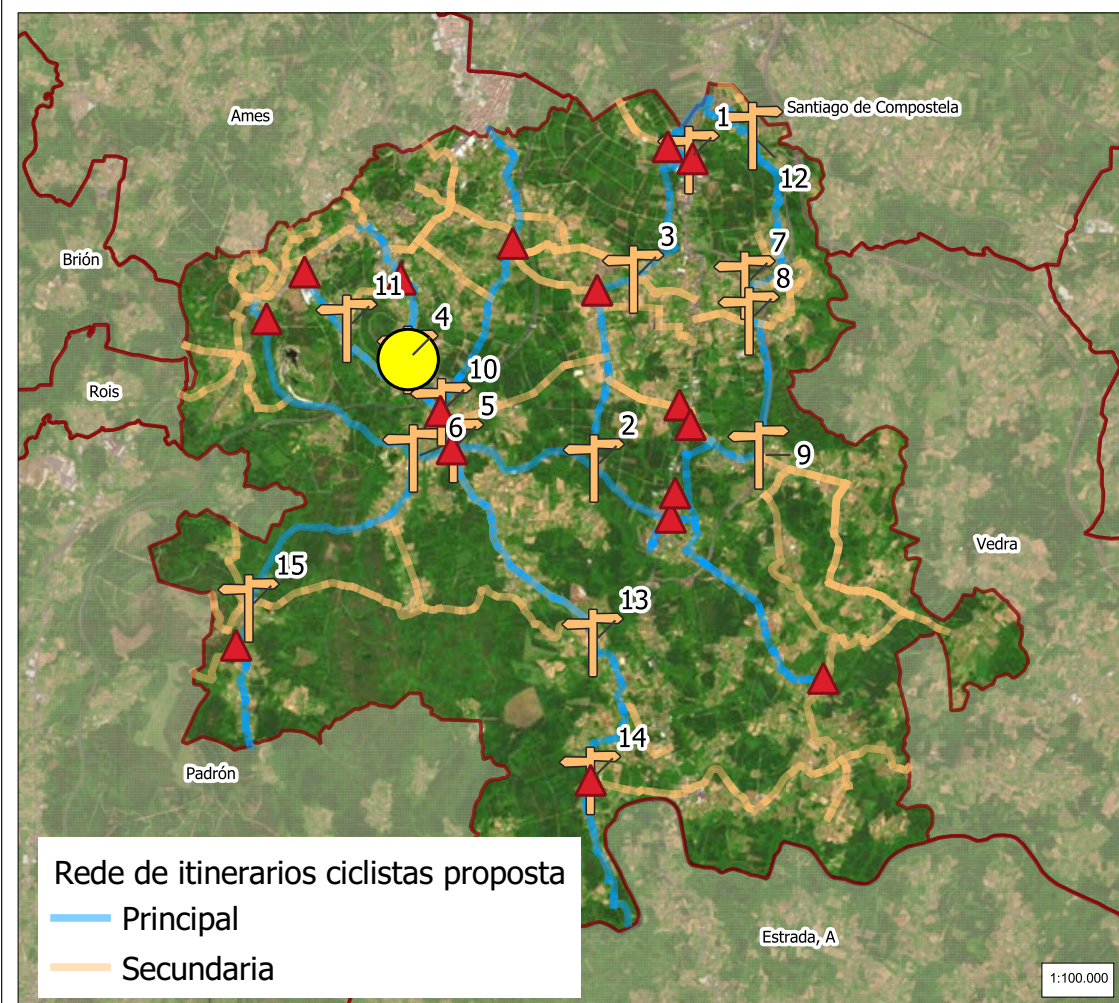 Ames
Santiago de Compostela
1
12
3
7
8
Brión
11
4
10
Rois
5
6
2
9
Vedra
15
13
14
Padrón
Estrada, A
Rede de itinerarios ciclistas proposta
Principal
Secundaria
1:100.000